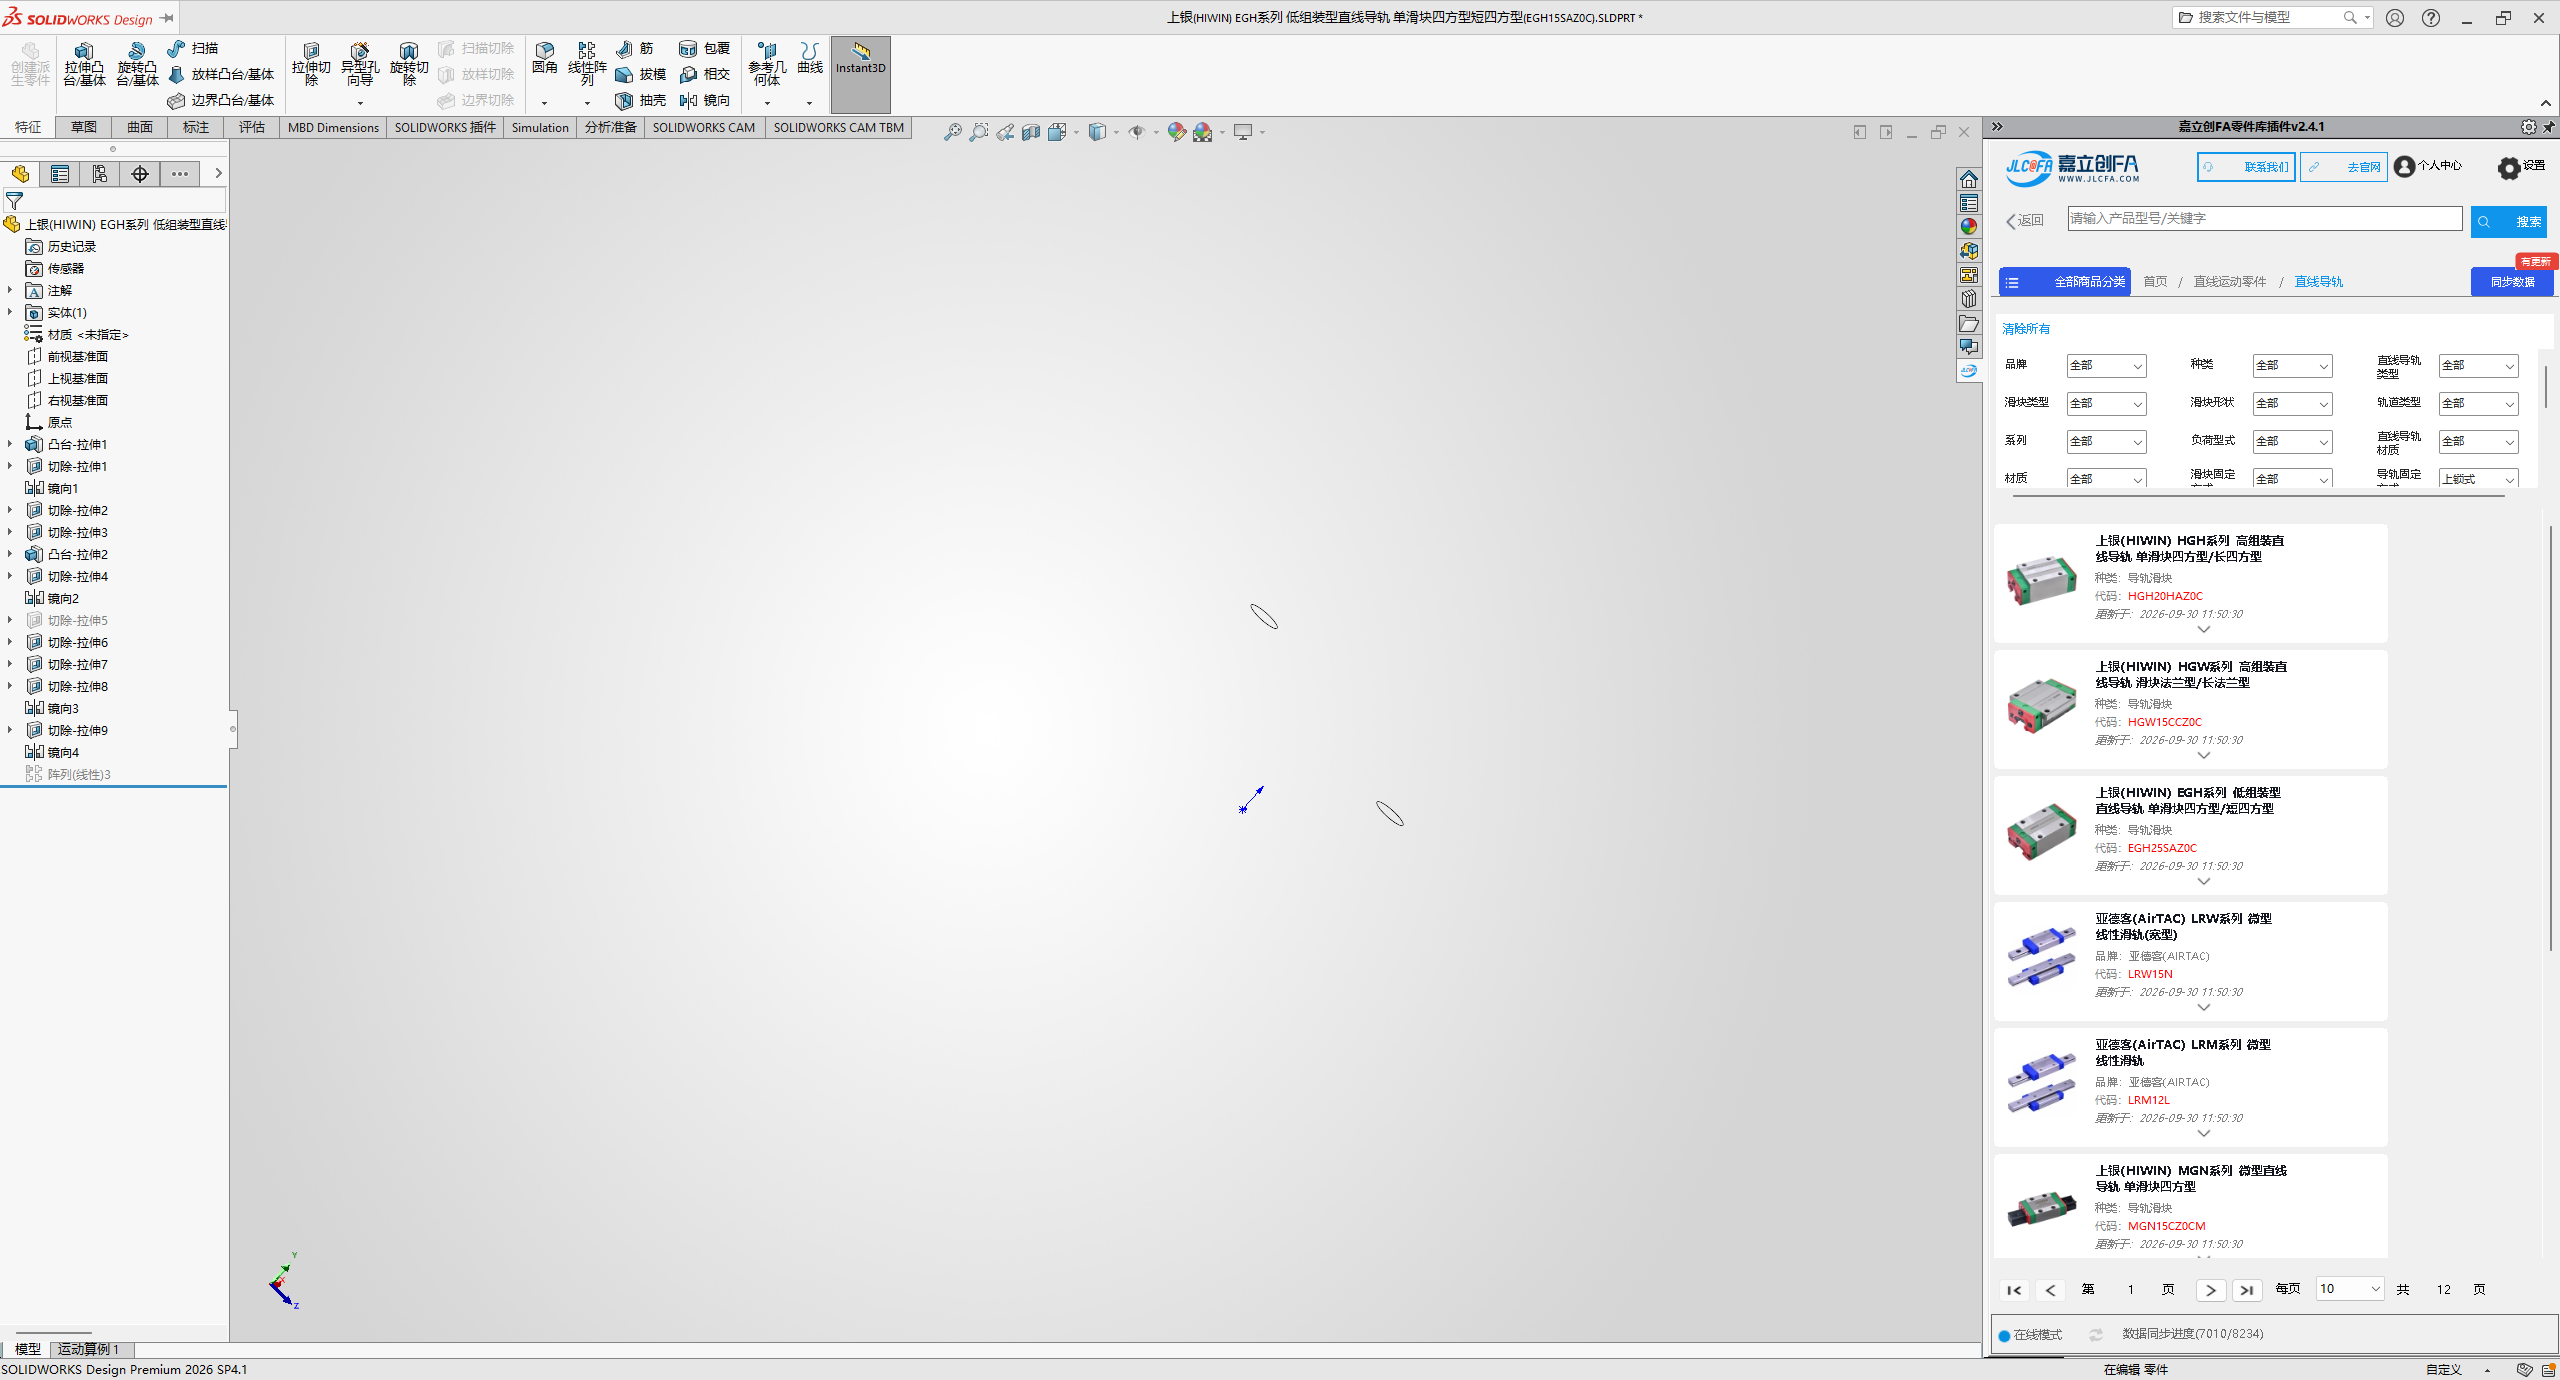 SOLIDWORKS Design
上银(HIWIN) EGH系列 低组装型直线导轨 单滑块四方型短四方型(EGH15SAZ0C).SLDPRT *
搜索文件与模型
创建派生零件
拉伸凸台/基体
旋转凸台/基体
扫描
放样凸台/基体
边界凸台/基体
拉伸切除
异型孔向导
旋转切除
扫描切除
放样切除
边界切除
圆角
线性阵列
筋
拔模
抽壳
包覆
相交
镜向
参考几何体
曲线
Instant3D
特征
草图
曲面
标注
评估
MBD Dimensions
SOLIDWORKS 插件
Simulation
分析准备
SOLIDWORKS CAM
SOLIDWORKS CAM TBM
上银(HIWIN) EGH系列 低组装型直线
历史记录
传感器
注解
实体(1)
材质 <未指定>
前视基准面
上视基准面
右视基准面
原点
凸台-拉伸1
切除-拉伸1
镜向1
切除-拉伸2
切除-拉伸3
凸台-拉伸2
切除-拉伸4
镜向2
切除-拉伸5
切除-拉伸6
切除-拉伸7
切除-拉伸8
镜向3
切除-拉伸9
镜向4
阵列(线性)3
Y
X
Z
嘉立创FA零件库插件v2.4.1
JLC@FA 嘉立创FA
WWW.JLCFA.COM
联系我们
去官网
个人中心
设置
返回
请输入产品型号/关键字
搜索
有更新
全部商品分类
首页 / 直线运动零件 / 直线导轨
同步数据
清除所有
品牌 全部
种类 全部
直线导轨类型 全部
滑块类型 全部
滑块形状 全部
轨道类型 全部
系列 全部
负荷型式 全部
直线导轨材质 全部
材质 全部
滑块固定 全部
导轨固定 上锁式
上银(HIWIN) HGH系列 高组装直
线导轨 单滑块四方型/长四方型
种类: 导轨滑块
代码: HGH20HAZ0C
更新于: 2026-09-30 11:50:30
上银(HIWIN) HGW系列 高组装直
线导轨 滑块法兰型/长法兰型
种类: 导轨滑块
代码: HGW15CCZ0C
更新于: 2026-09-30 11:50:30
上银(HIWIN) EGH系列 低组装型
直线导轨 单滑块四方型/短四方型
种类: 导轨滑块
代码: EGH25SAZ0C
更新于: 2026-09-30 11:50:30
亚德客(AirTAC) LRW系列 微型
线性滑轨(宽型)
品牌: 亚德客(AIRTAC)
代码: LRW15N
更新于: 2026-09-30 11:50:30
亚德客(AirTAC) LRM系列 微型
线性滑轨
品牌: 亚德客(AIRTAC)
代码: LRM12L
更新于: 2026-09-30 11:50:30
上银(HIWIN) MGN系列 微型直线
导轨 单滑块四方型
种类: 导轨滑块
代码: MGN15CZ0CM
更新于: 2026-09-30 11:50:30
第 1 页 每页 10 共 12 页
在线模式 数据同步进度(7010/8234)
模型
运动算例 1
SOLIDWORKS Design Premium 2026 SP4.1
在编辑 零件
自定义